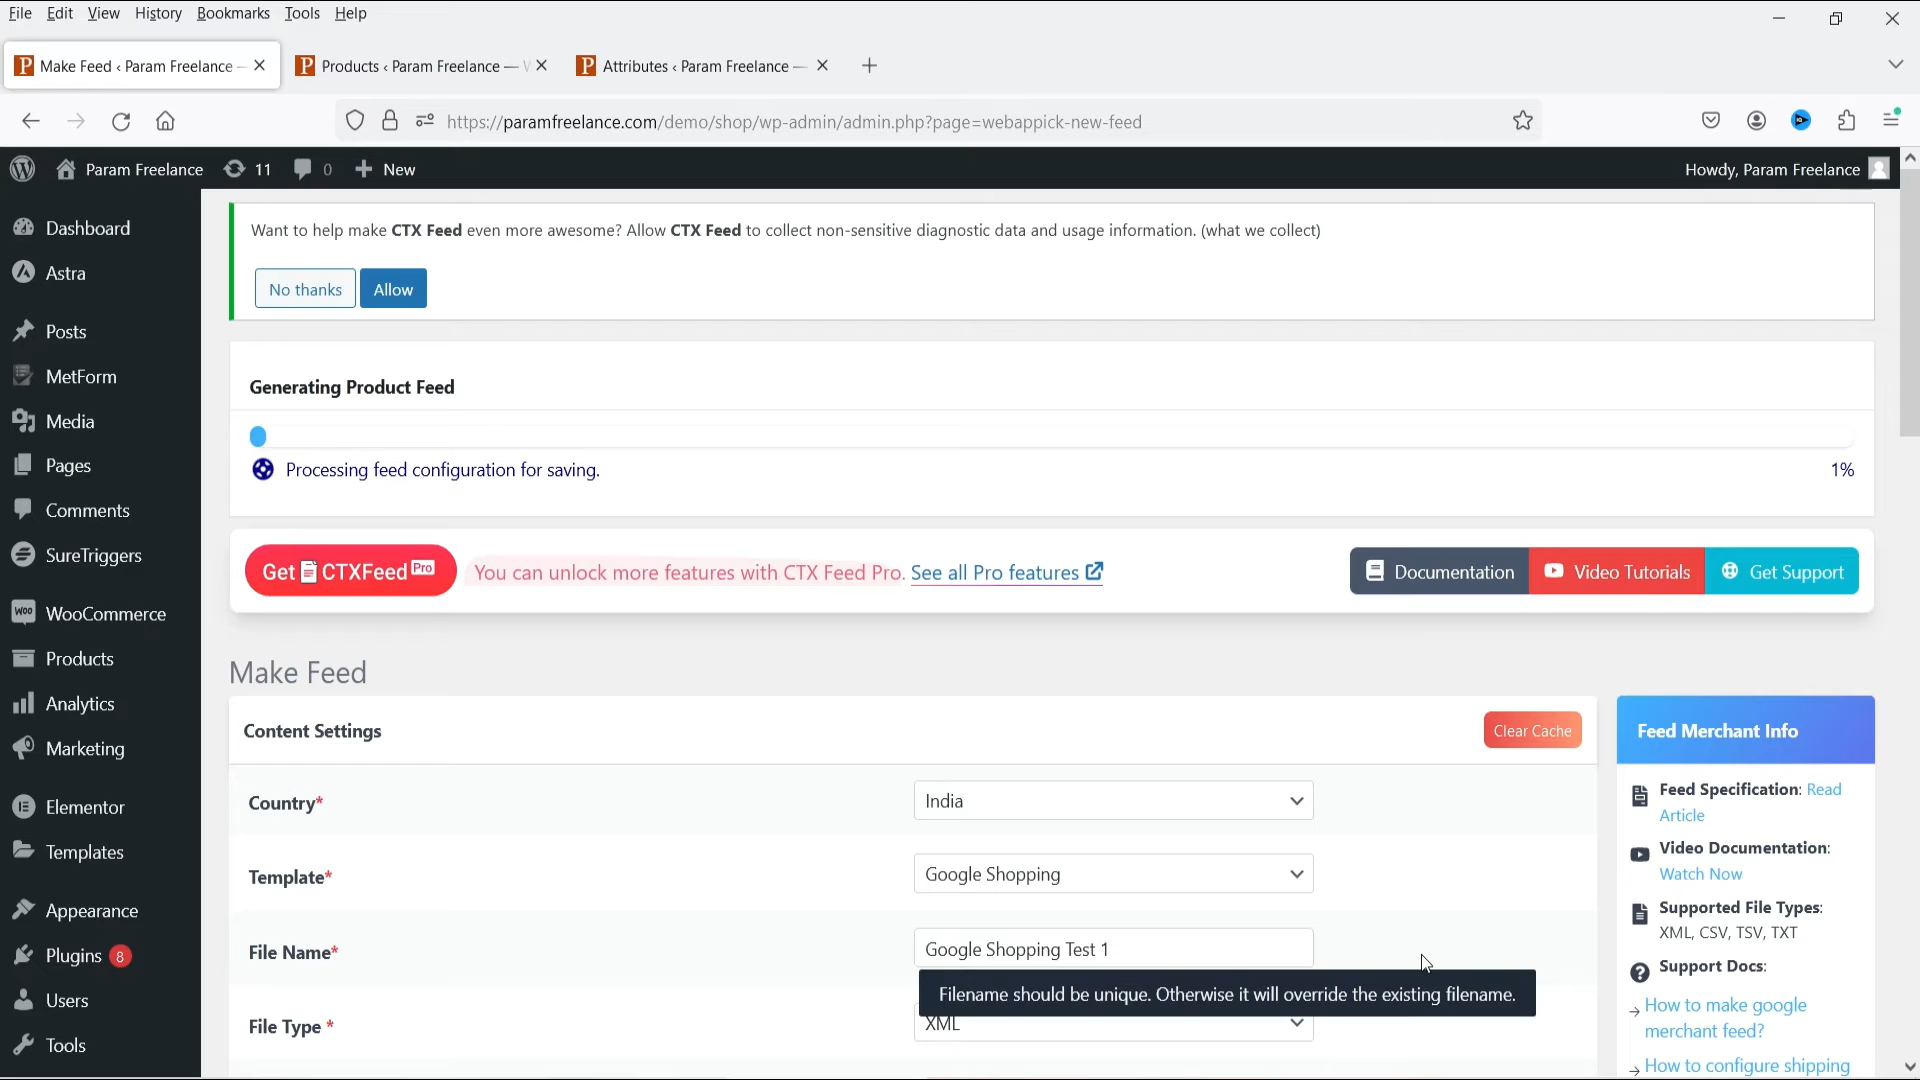 File Edit View History Bookmarks Tools Help
Make Feed ‹ Param Freelance — Products ‹ Param Freelance — Attributes ‹ Param Freelance —
https://paramfreelance.com/demo/shop/wp-admin/admin.php?page=webappick-new-feed
Param Freelance 11 0 New Howdy, Param Freelance
Dashboard
Astra
Posts
MetForm
Media
Pages
Comments
SureTriggers
WooCommerce
Products
Analytics
Marketing
Elementor
Templates
Appearance
Plugins 8
Users
Tools
Want to help make CTX Feed even more awesome? Allow CTX Feed to collect non-sensitive diagnostic data and usage information. (what we collect)
No thanks Allow
Generating Product Feed
Processing feed configuration for saving. 1%
Get CTXFeed Pro You can unlock more features with CTX Feed Pro. See all Pro features Documentation Video Tutorials Get Support
Make Feed
Content Settings Clear Cache
Country* India
Template* Google Shopping
File Name* Google Shopping Test 1
Filename should be unique. Otherwise it will override the existing filename.
File Type * XML
Feed Merchant Info
Feed Specification: Read
Article
Video Documentation:
Watch Now
Supported File Types:
XML, CSV, TSV, TXT
Support Docs:
→ How to make google
merchant feed?
→ How to configure shipping